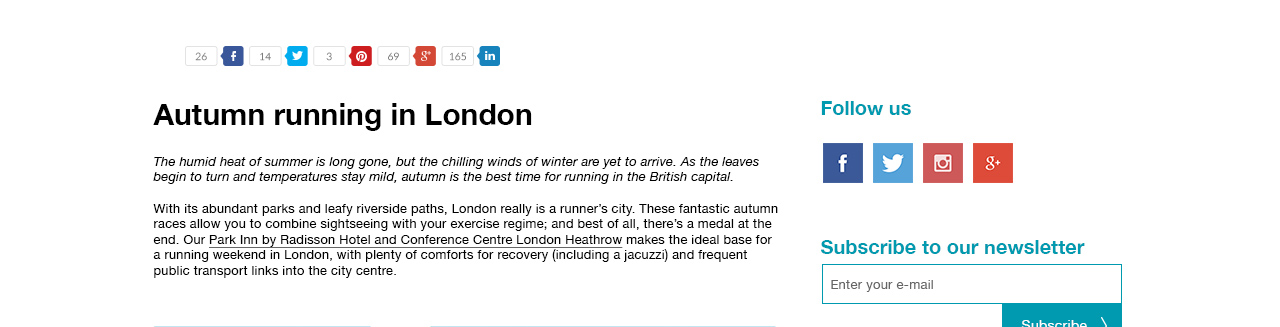 26 14 3 69 165
Autumn running in London
The humid heat of summer is long gone, but the chilling winds of winter are yet to arrive. As the leaves
begin to turn and temperatures stay mild, autumn is the best time for running in the British capital.
With its abundant parks and leafy riverside paths, London really is a runner's city. These fantastic autumn
races allow you to combine sightseeing with your exercise regime; and best of all, there's a medal at the
end. Our Park Inn by Radisson Hotel and Conference Centre London Heathrow makes the ideal base for
a running weekend in London, with plenty of comforts for recovery (including a jacuzzi) and frequent
public transport links into the city centre.
Follow us
Subscribe to our newsletter
Enter your e-mail
Subscribe